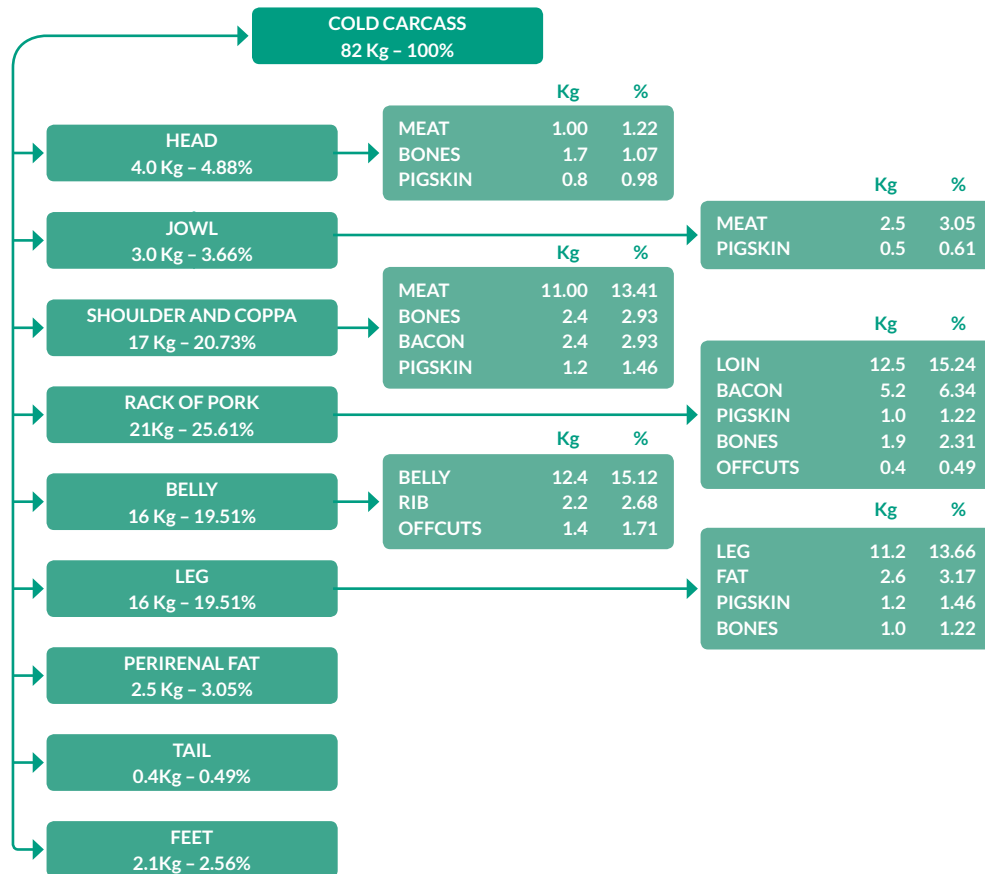 COLD CARCASS
82 Kg – 100%
HEAD
4.0 Kg – 4.88%
Kg %
MEAT 1.00 1.22
BONES 1.7 1.07
PIGSKIN 0.8 0.98
JOWL
3.0 Kg – 3.66%
Kg %
MEAT 2.5 3.05
PIGSKIN 0.5 0.61
SHOULDER AND COPPA
17 Kg – 20.73%
Kg %
MEAT 11.00 13.41
BONES 2.4 2.93
BACON 2.4 2.93
PIGSKIN 1.2 1.46
RACK OF PORK
21Kg – 25.61%
Kg %
LOIN 12.5 15.24
BACON 5.2 6.34
PIGSKIN 1.0 1.22
BONES 1.9 2.31
OFFCUTS 0.4 0.49
BELLY
16 Kg – 19.51%
Kg %
BELLY 12.4 15.12
RIB 2.2 2.68
OFFCUTS 1.4 1.71
LEG
16 Kg – 19.51%
Kg %
LEG 11.2 13.66
FAT 2.6 3.17
PIGSKIN 1.2 1.46
BONES 1.0 1.22
PERIRENAL FAT
2.5 Kg – 3.05%
TAIL
0.4Kg – 0.49%
FEET
2.1Kg – 2.56%